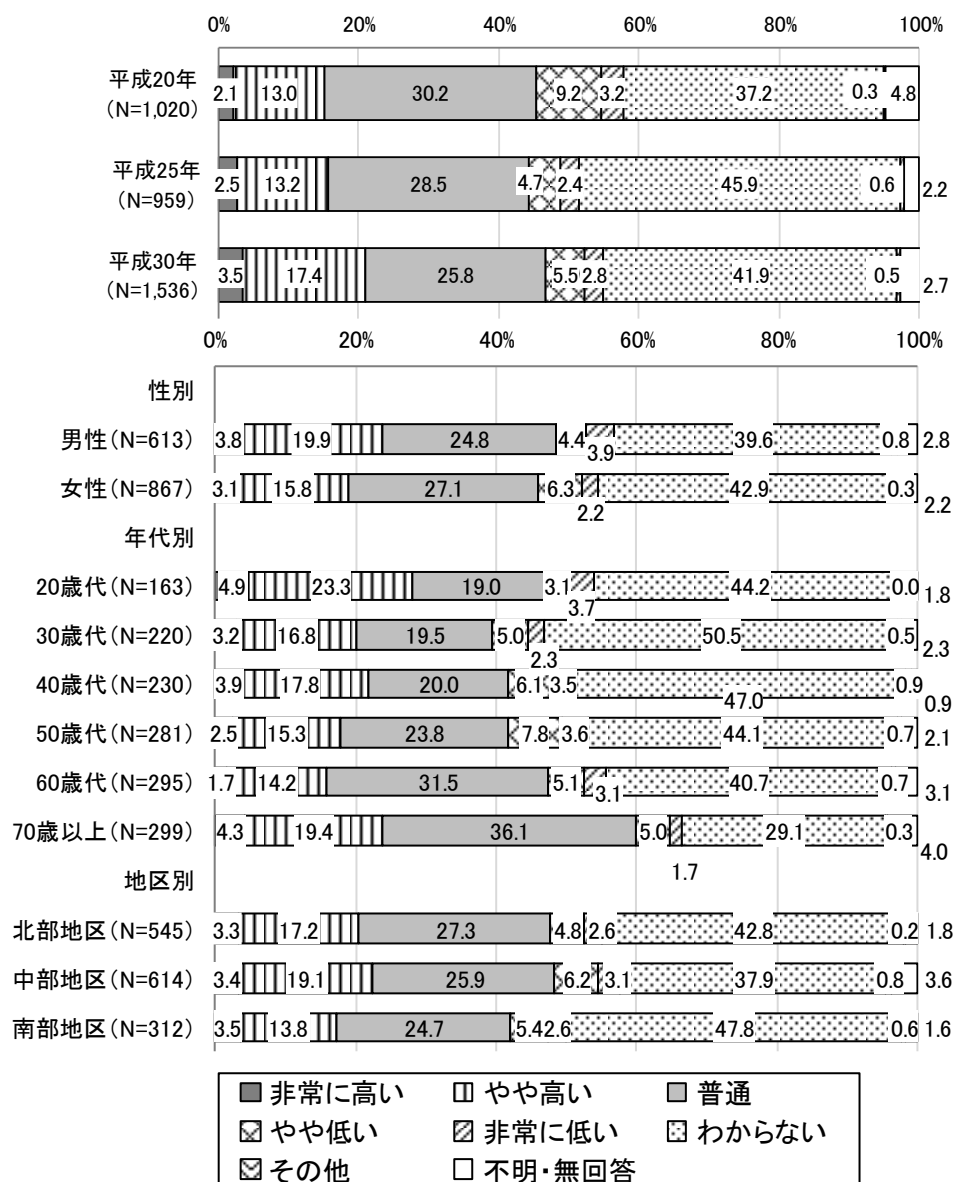 0% 20% 40% 60% 80% 100%
平成20年
(N=1,020)
2.1 13.0 30.2 9.2 3.2 37.2 0.3 4.8
平成25年
(N=959)
2.5 13.2 28.5 4.7 2.4 45.9 0.6 2.2
平成30年
(N=1,536)
3.5 17.4 25.8 5.5 2.8 41.9 0.5 2.7
0% 20% 40% 60% 80% 100%
性別
男性(N=613) 3.8 19.9 24.8 4.4 3.9 39.6 0.8 2.8
女性(N=867) 3.1 15.8 27.1 6.3 2.2 42.9 0.3 2.2
年代別
20歳代(N=163) 4.9 23.3 19.0 3.1 3.7 44.2 0.0 1.8
30歳代(N=220) 3.2 16.8 19.5 5.0 2.3 50.5 0.5 2.3
40歳代(N=230) 3.9 17.8 20.0 6.1 3.5 47.0 0.9 0.9
50歳代(N=281) 2.5 15.3 23.8 7.8 3.6 44.1 0.7 2.1
60歳代(N=295) 1.7 14.2 31.5 5.1 3.1 40.7 0.7 3.1
70歳以上(N=299) 4.3 19.4 36.1 5.0 1.7 29.1 0.3 4.0
地区別
北部地区(N=545) 3.3 17.2 27.3 4.8 2.6 42.8 0.2 1.8
中部地区(N=614) 3.4 19.1 25.9 6.2 3.1 37.9 0.8 3.6
南部地区(N=312) 3.5 13.8 24.7 5.4 2.6 47.8 0.6 1.6
非常に高い やや高い 普通
やや低い 非常に低い わからない
その他 不明・無回答